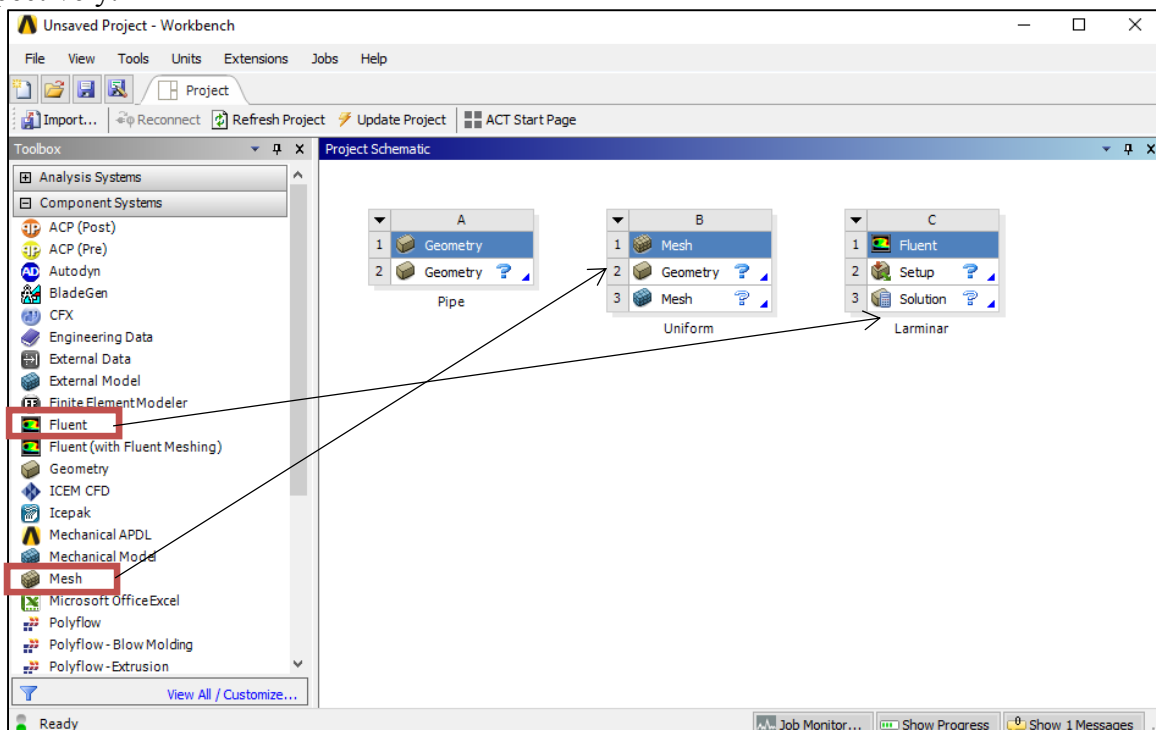 Unsaved Project - Workbench
File View Tools Units Extensions Jobs Help
Project
Import... Reconnect Refresh Project Update Project ACT Start Page
Toolbox
Project Schematic
Analysis Systems
Component Systems
ACP (Post)
ACP (Pre)
Autodyn
BladeGen
CFX
Engineering Data
External Data
External Model
Finite Element Modeler
Fluent
Fluent (with Fluent Meshing)
Geometry
ICEM CFD
Icepak
Mechanical APDL
Mechanical Model
Mesh
Microsoft Office Excel
Polyflow
Polyflow - Blow Molding
Polyflow - Extrusion
View All / Customize...
A
1 Geometry
2 Geometry ?
Pipe
B
1 Mesh
2 Geometry ?
3 Mesh ?
Uniform
C
1 Fluent
2 Setup ?
3 Solution ?
Larminar
Ready
Job Monitor... Show Progress 0 Show 1 Messages